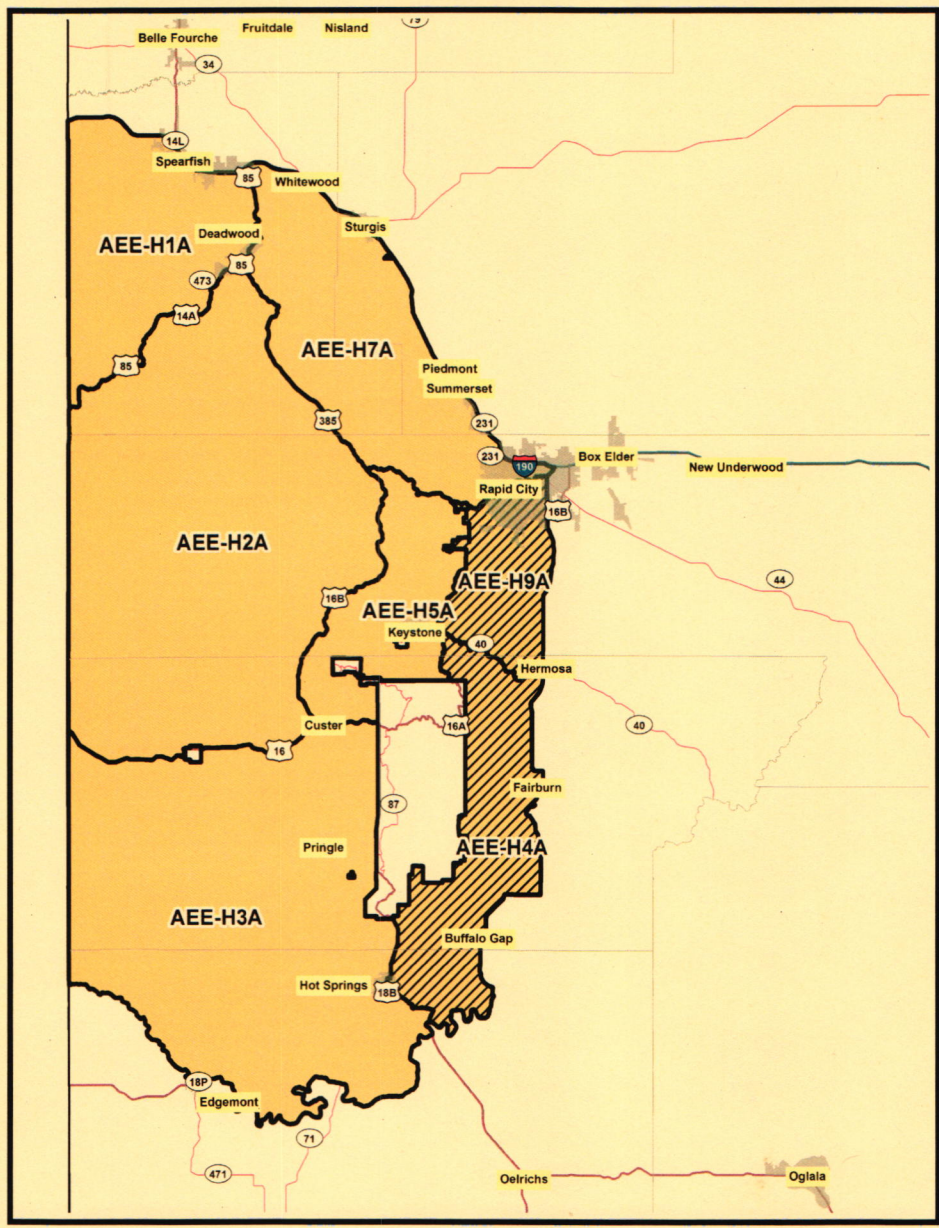 79
Belle Fourche
Fruitdale
Nisland
34
14L
Spearfish
85
Whitewood
Deadwood
Sturgis
AEE-H1A
85
473
14A
AEE-H7A
85
Piedmont
Summerset
385
231
231
190
Box Elder
New Underwood
Rapid City
16B
AEE-H2A
AEE-H9A
44
16B
AEE-H5A
Keystone
40
Hermosa
Custer
16A
40
16
Fairburn
87
Pringle
AEE-H4A
AEE-H3A
Buffalo Gap
Hot Springs
18B
18P
Edgemont
71
471
Oelrichs
Oglala